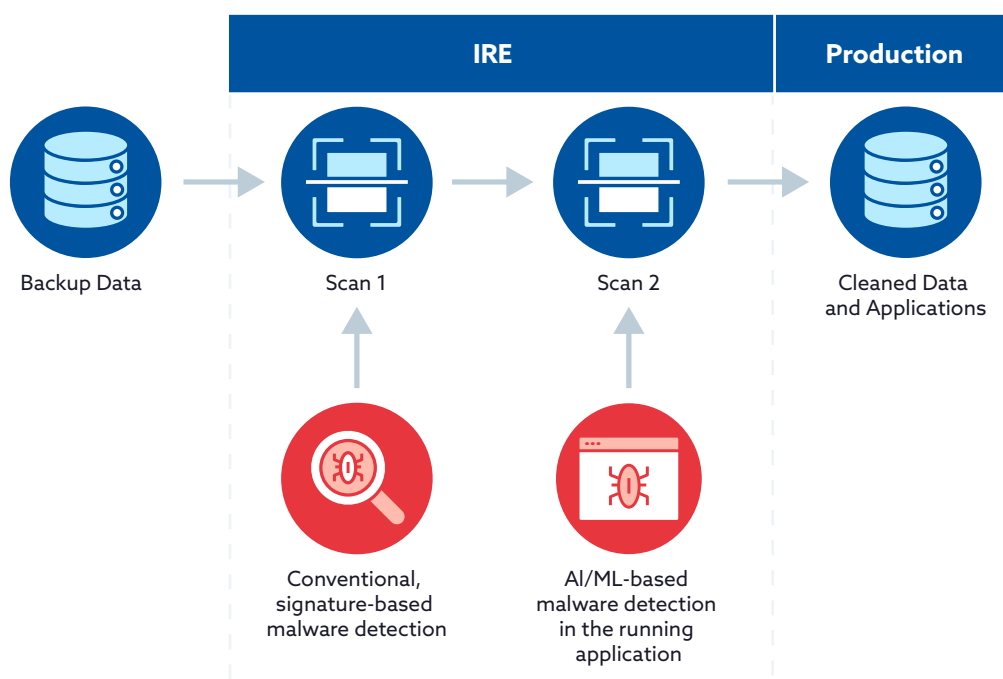 IRE
Production
Backup Data
Scan 1
Scan 2
Cleaned Data
and Applications
Conventional,
signature-based
malware detection
AI/ML-based
malware detection
in the running
application